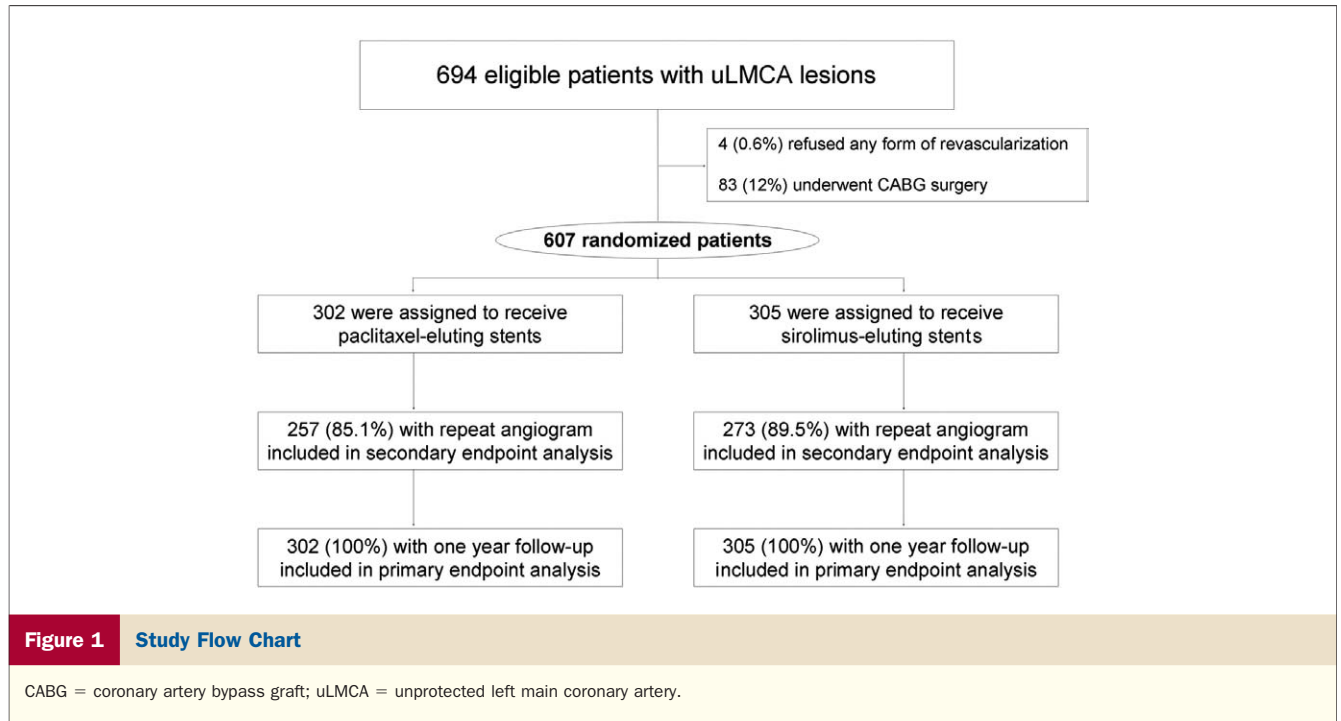 694 eligible patients with uLMCA lesions
4 (0.6%) refused any form of revascularization
83 (12%) underwent CABG surgery
607 randomized patients
302 were assigned to receive
paclitaxel-eluting stents
305 were assigned to receive
sirolimus-eluting stents
257 (85.1%) with repeat angiogram
included in secondary endpoint analysis
273 (89.5%) with repeat angiogram
included in secondary endpoint analysis
302 (100%) with one year follow-up
included in primary endpoint analysis
305 (100%) with one year follow-up
included in primary endpoint analysis
Figure 1 Study Flow Chart
CABG = coronary artery bypass graft; uLMCA = unprotected left main coronary artery.